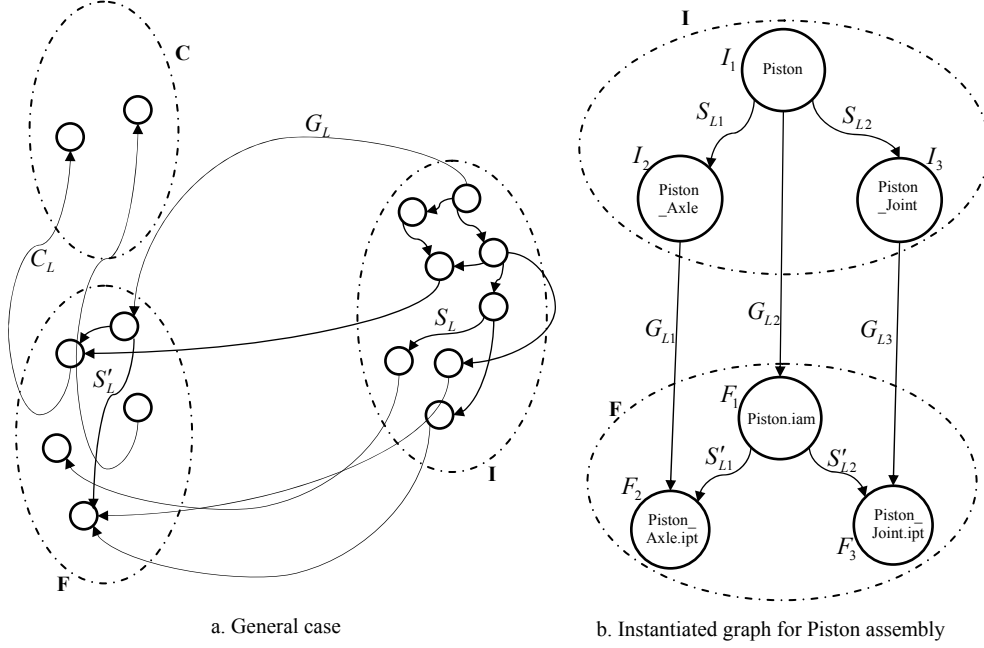 C
G_L
C_L
S_L
S'_L
I
F
a. General case
I
I_1
Piston
S_L1
S_L2
I_2
I_3
Piston
_Axle
Piston
_Joint
G_L1
G_L2
G_L3
F
F_1
Piston.iam
S'_L1
S'_L2
F_2
Piston_
Axle.ipt
Piston_
Joint.ipt
F_3
b. Instantiated graph for Piston assembly